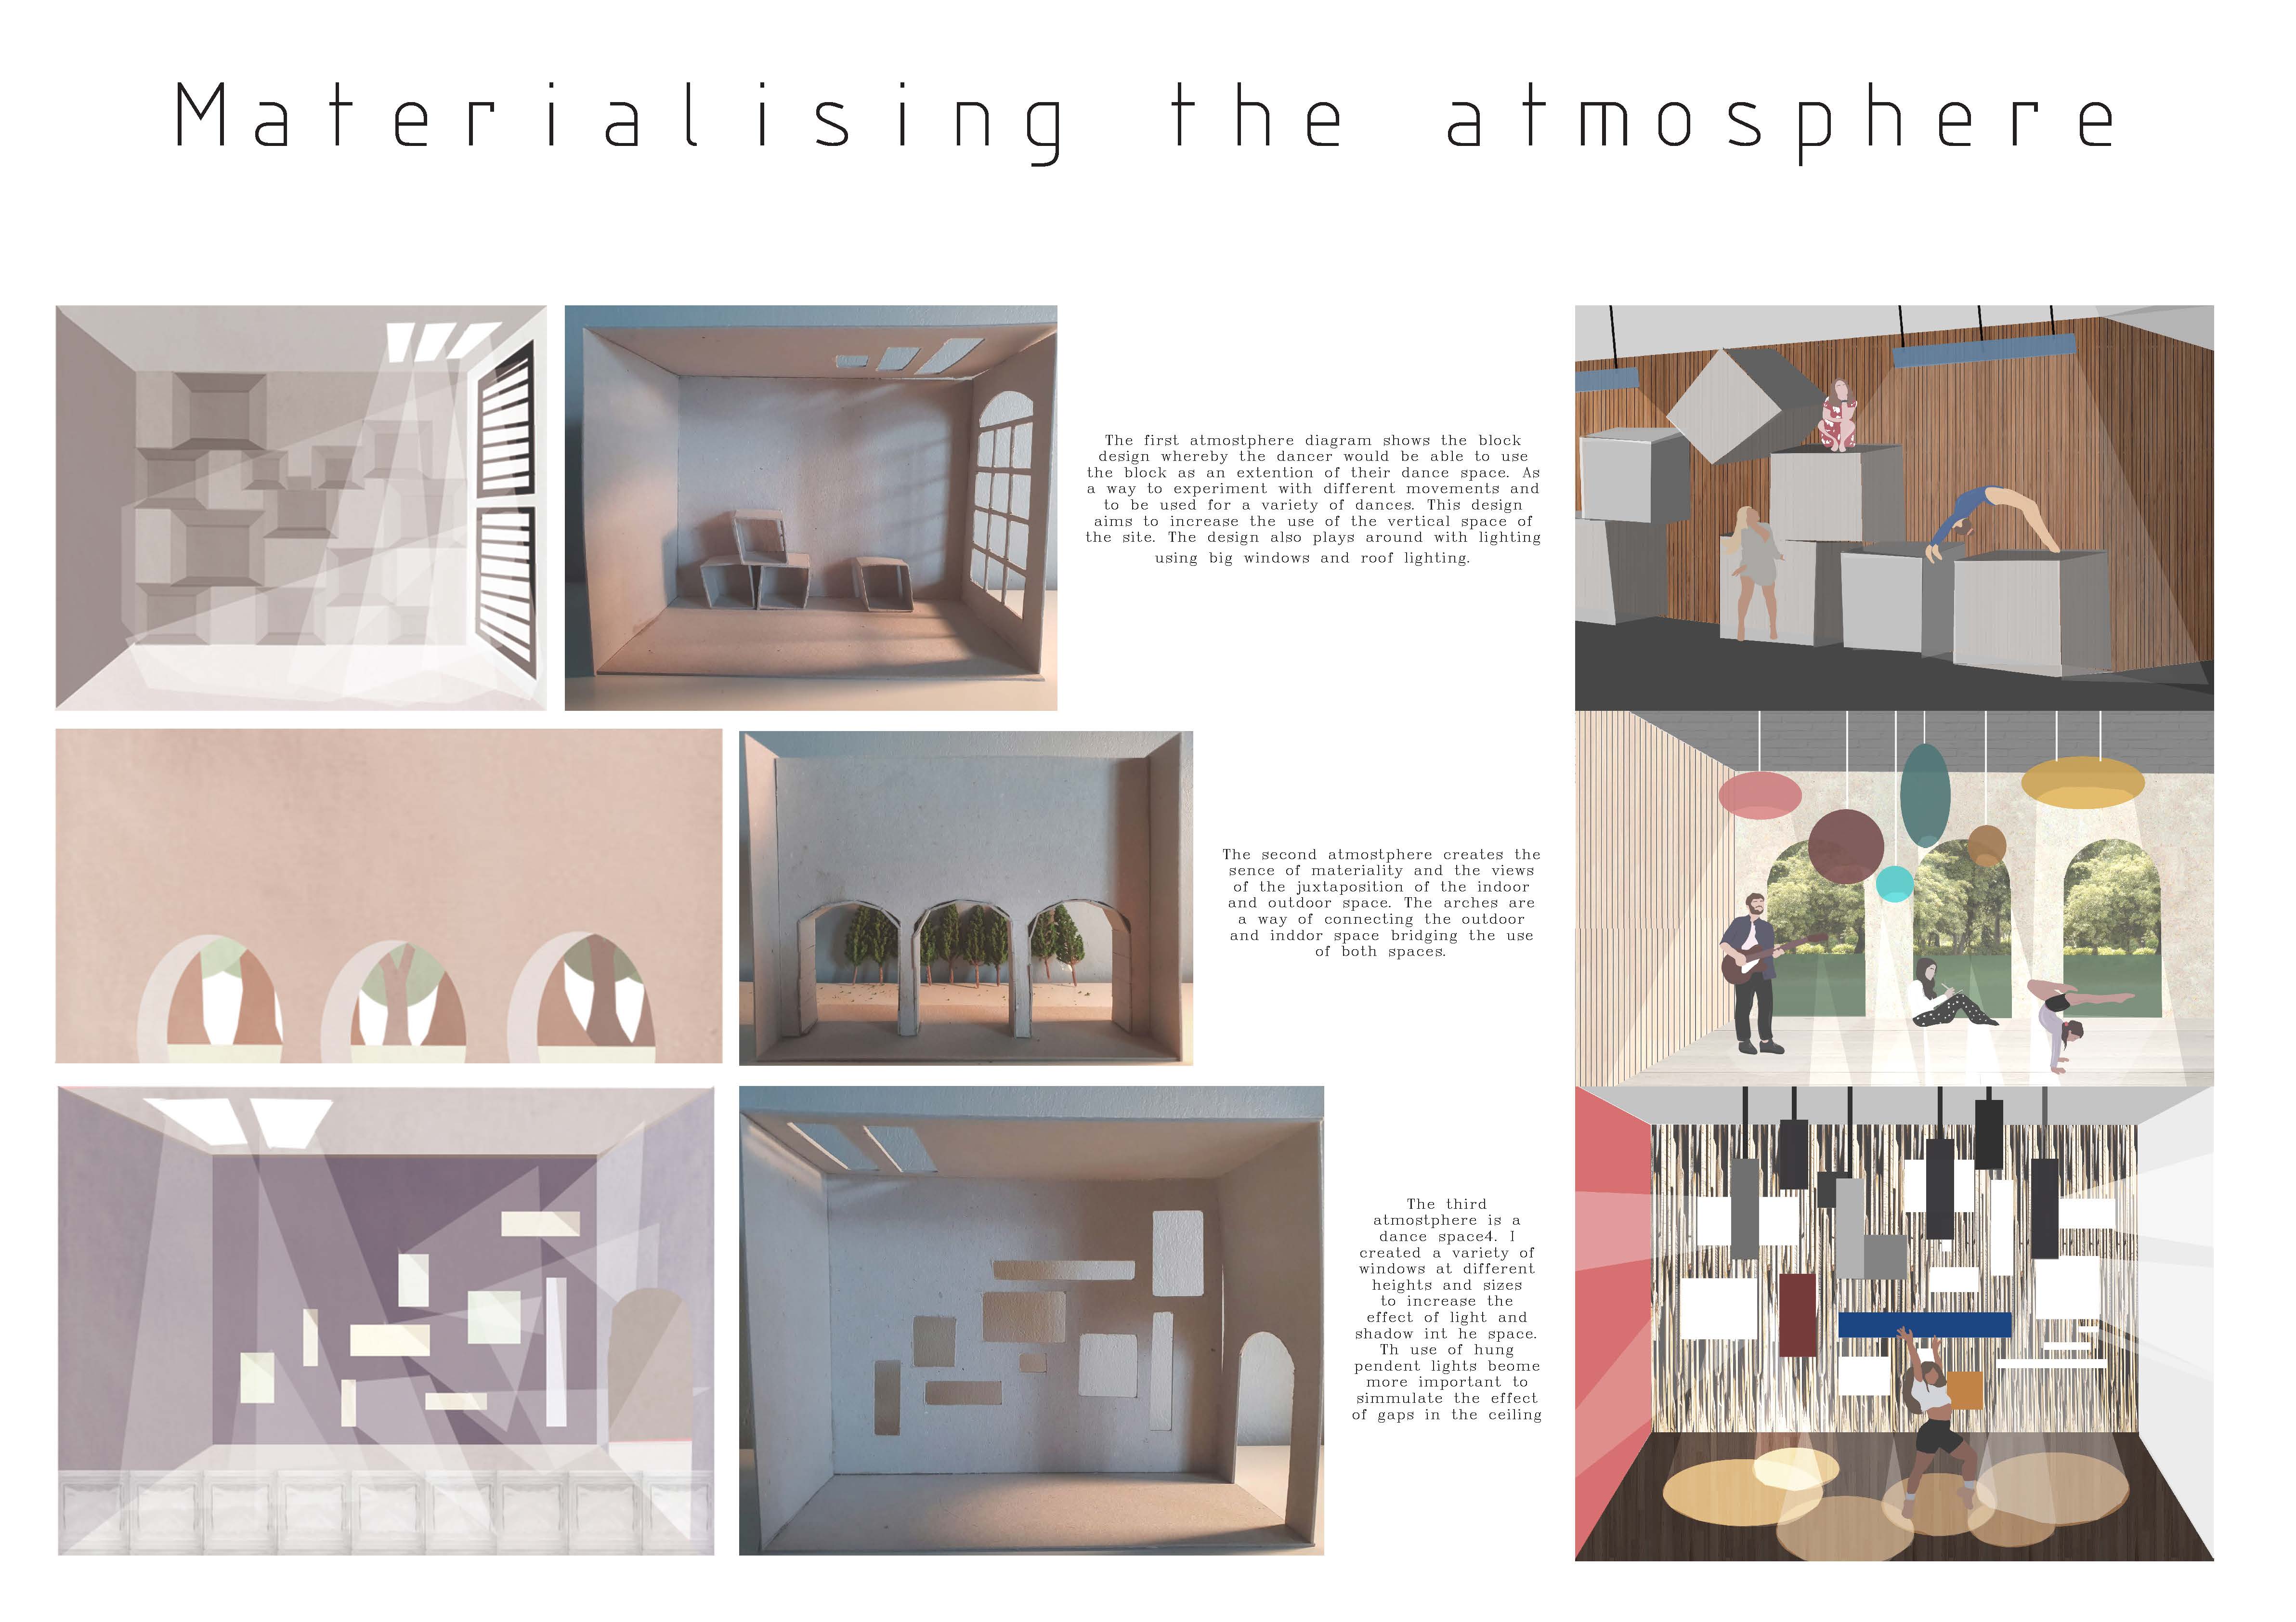 Materialising the atmosphere
The first atmostphere diagram shows the block
design whereby the dancer would be able to use
the block as an extention of their dance space. As
a way to experiment with different movements and
to be used for a variety of dances. This design
aims to increase the use of the vertical space of
the site. The design also plays around with lighting
using big windows and roof lighting.
The second atmostphere creates the
sence of materiality and the views
of the juxtaposition of the indoor
and outdoor space. The arches are
a way of connecting the outdoor
and inddor space bridging the use
of both spaces.
The third
atmostphere is a
dance space4. I
created a variety of
windows at different
heights and sizes
to increase the
effect of light and
shadow int he space.
Th use of hung
pendent lights beome
more important to
simmulate the effect
of gaps in the ceiling